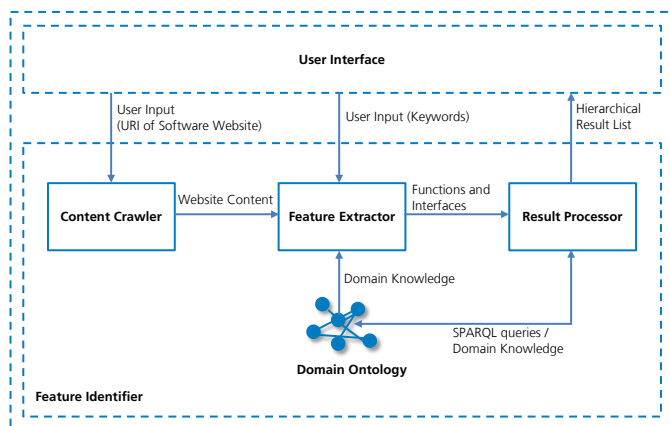 User Interface
User Input
(URI of Software Website)
User Input (Keywords)
Hierarchical
Result List
Content Crawler
Website Content
Feature Extractor
Functions and
Interfaces
Result Processor
Domain Knowledge
SPARQL queries /
Domain Knowledge
Domain Ontology
Feature Identifier